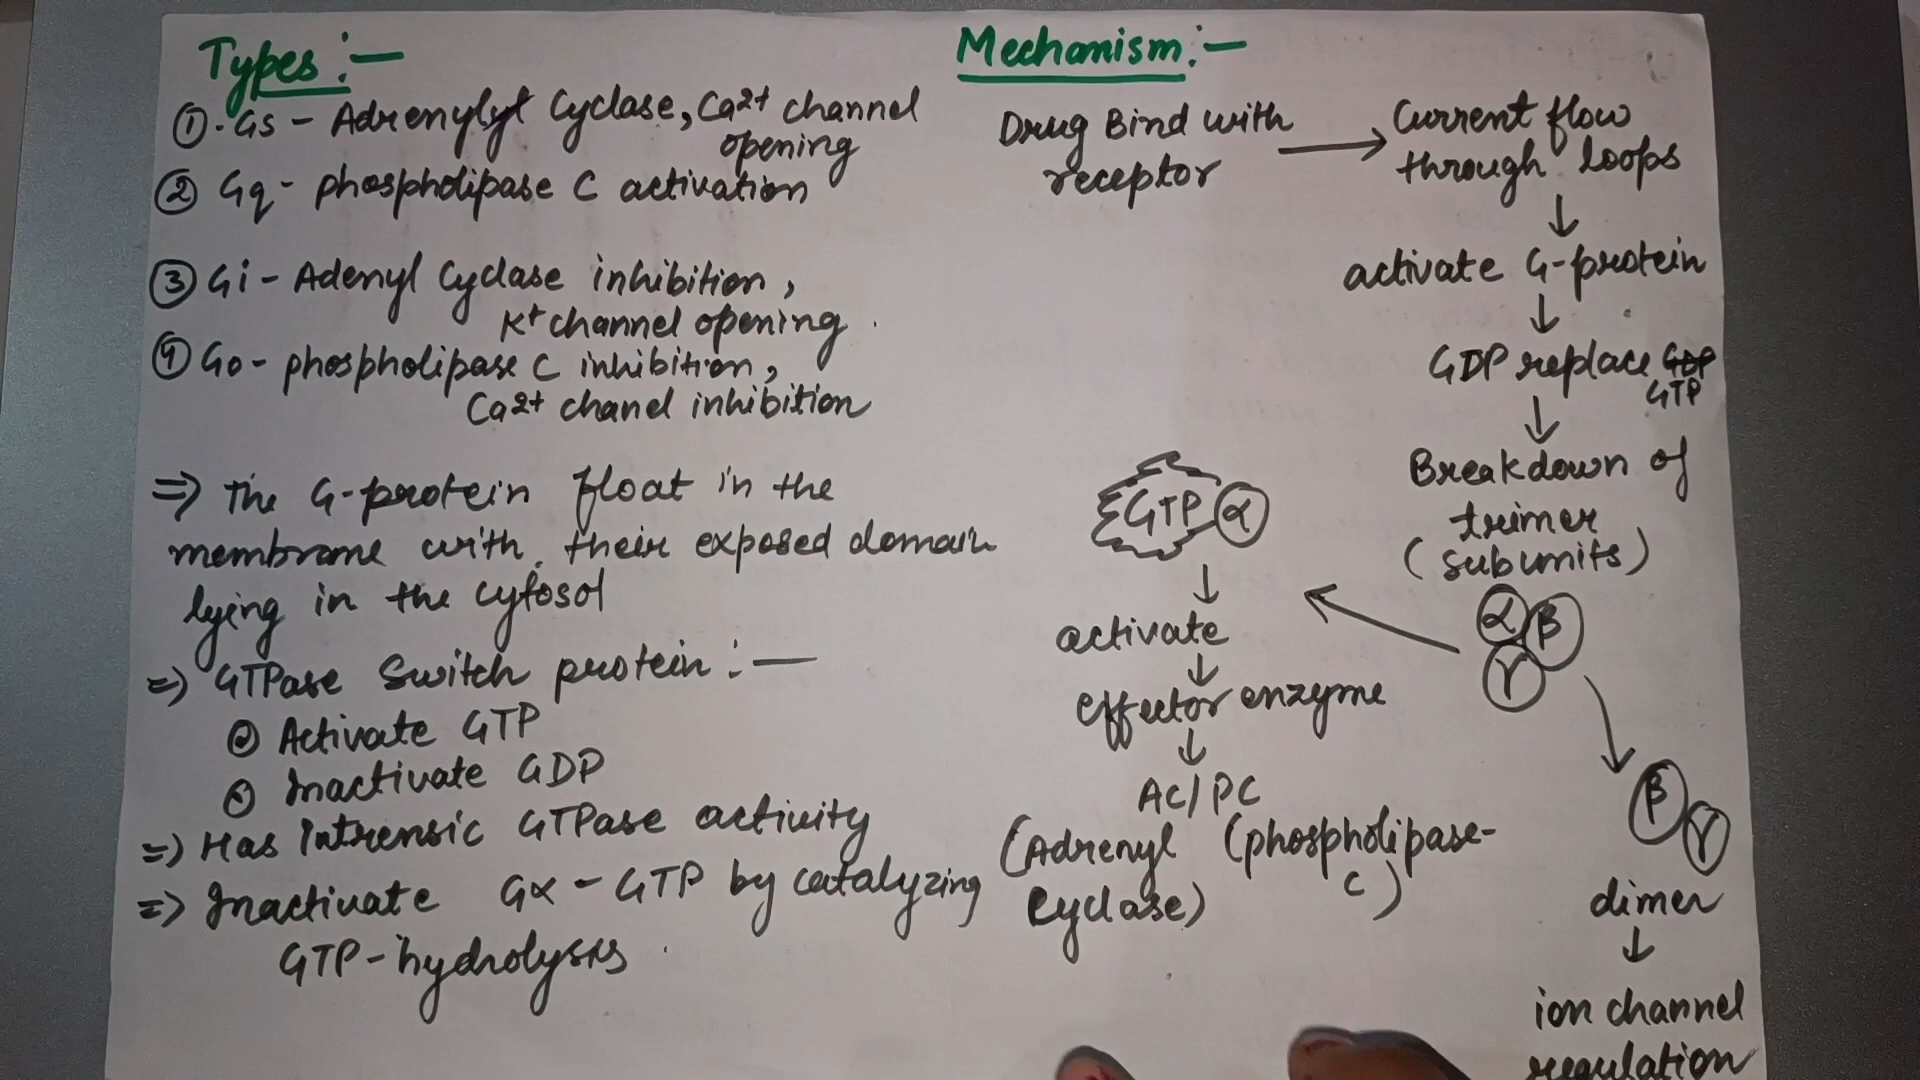 Types :-
① . Gs - Adrenylyl Cyclase, Ca2+ channel
opening
② Gq - phospholipase C activation
③ Gi - Adenyl Cyclase inhibition,
K+ channel opening.
④ Go - phospholipase C inhibition,
Ca2+ chanel inhibition
=> The G-protein float in the
membrane with their exposed domain
lying in the cytosol
=> GTPase Switch protein :-
Activate GTP
Inactivate GDP
=> Has Intrensic GTPase activity
=> Inactivate Gα - GTP by catalyzing
GTP-hydrolysis.
Mechanism :-
Drug Bind with
receptor
Current flow
through loops
↓
activate G-protein
↓
GDP replace GDP
GTP
↓
Breakdown of
trimer
(subunits)
α β
γ
GTP α
↓
activate
↓
effector enzyme
↓
AC/PC
(Adrenyl (phospholipase-
Cyclase) C)
β
γ
dimer
↓
ion channel
regulation